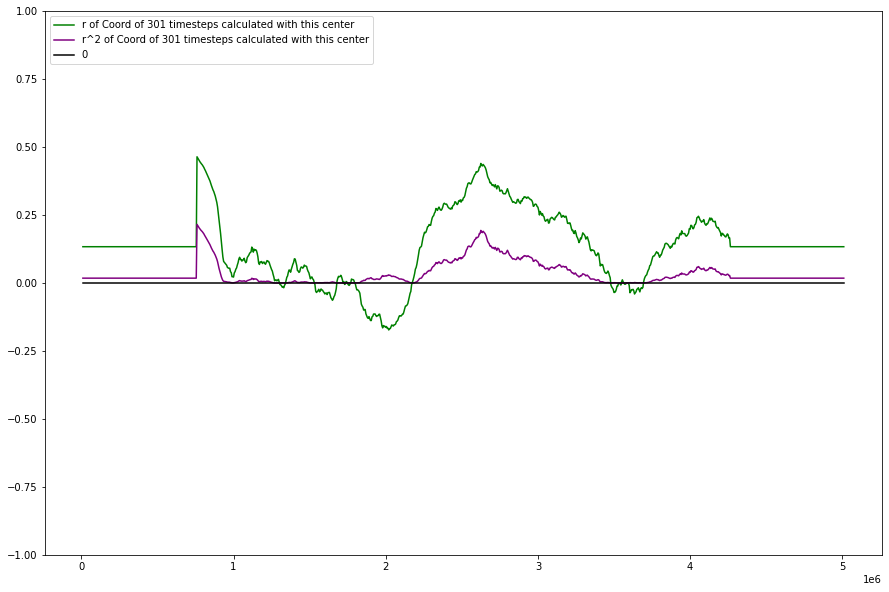 r of Coord of 301 timesteps calculated with this center
r^2 of Coord of 301 timesteps calculated with this center
0
1.00
0.75
0.50
0.25
0.00
−0.25
−0.50
−0.75
−1.00
0 1 2 3 4 5
1e6